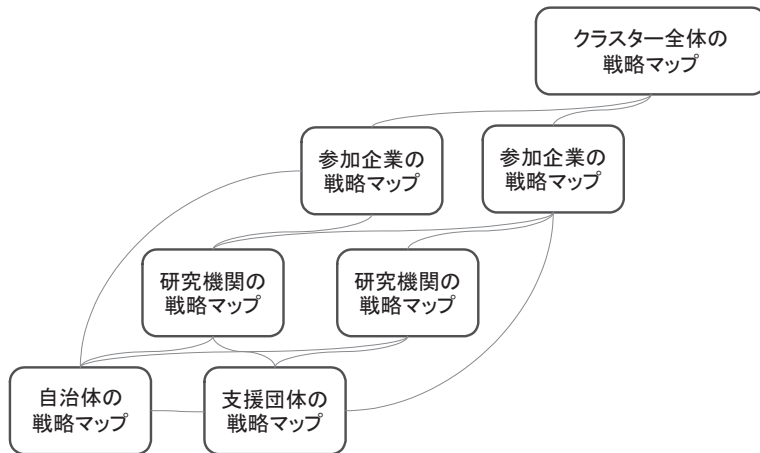 クラスター全体の
戦略マップ
参加企業の
戦略マップ
参加企業の
戦略マップ
研究機関の
戦略マップ
研究機関の
戦略マップ
自治体の
戦略マップ
支援団体の
戦略マップ